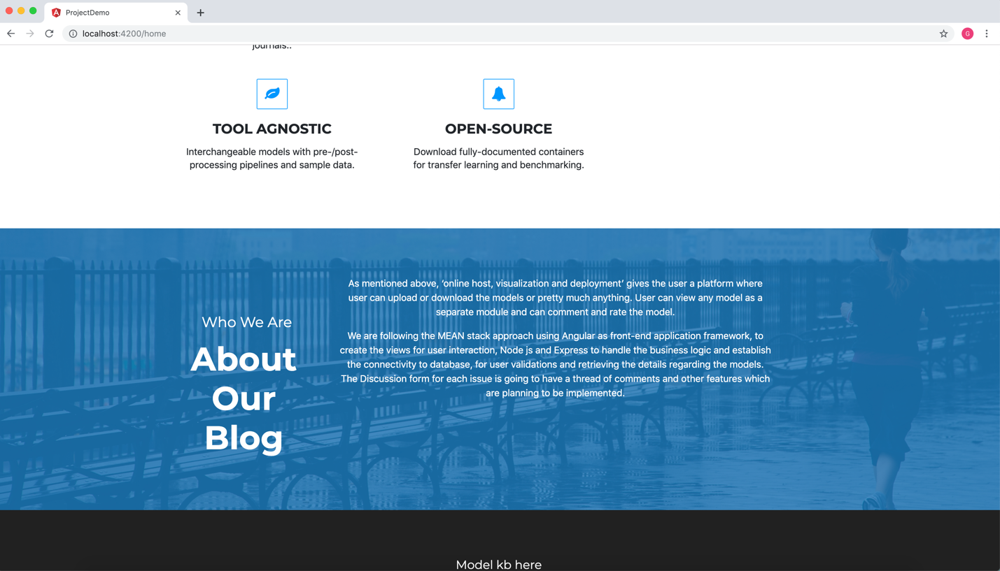 ProjectDemo
localhost:4200/home
G
journals..
TOOL AGNOSTIC
OPEN-SOURCE
Interchangeable models with pre-/post-
processing pipelines and sample data.
Download fully-documented containers
for transfer learning and benchmarking.
Who We Are
About
Our
Blog
As mentioned above, ‘online host, visualization and deployment’ gives the user a platform where
user can upload or download the models or pretty much anything. User can view any model as a
separate module and can comment and rate the model.
We are following the MEAN stack approach using Angular as front-end application framework, to
create the views for user interaction, Node js and Express to handle the business logic and establish
the connectivity to database, for user validations and retrieving the details regarding the models.
The Discussion form for each issue is going to have a thread of comments and other features which
are planning to be implemented.
Model kb here